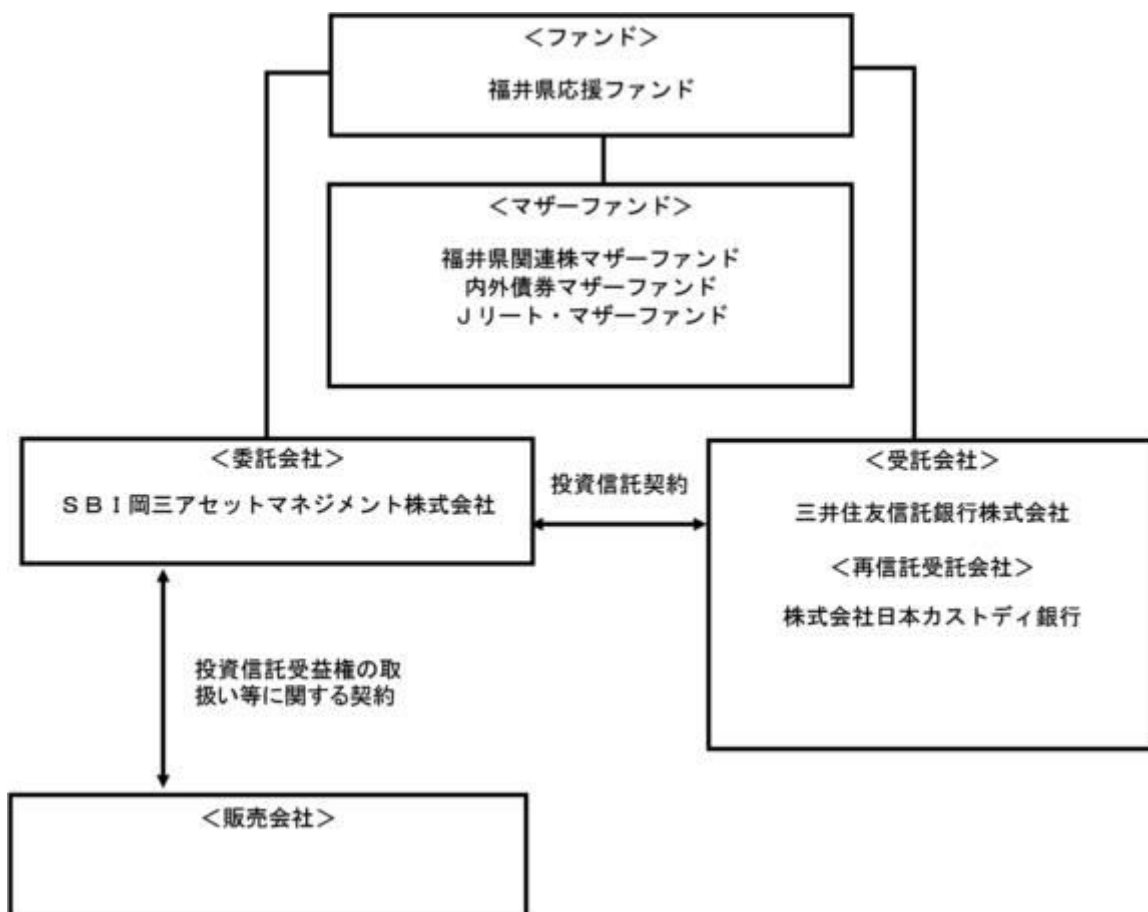 ＜ファンド＞
福井県応援ファンド
＜マザーファンド＞
福井県関連株マザーファンド
内外債券マザーファンド
Ｊリート・マザーファンド
＜委託会社＞
ＳＢＩ岡三アセットマネジメント株式会社
投資信託契約
＜受託会社＞
三井住友信託銀行株式会社
＜再信託受託会社＞
株式会社日本カストディ銀行
投資信託受益権の取
扱い等に関する契約
＜販売会社＞